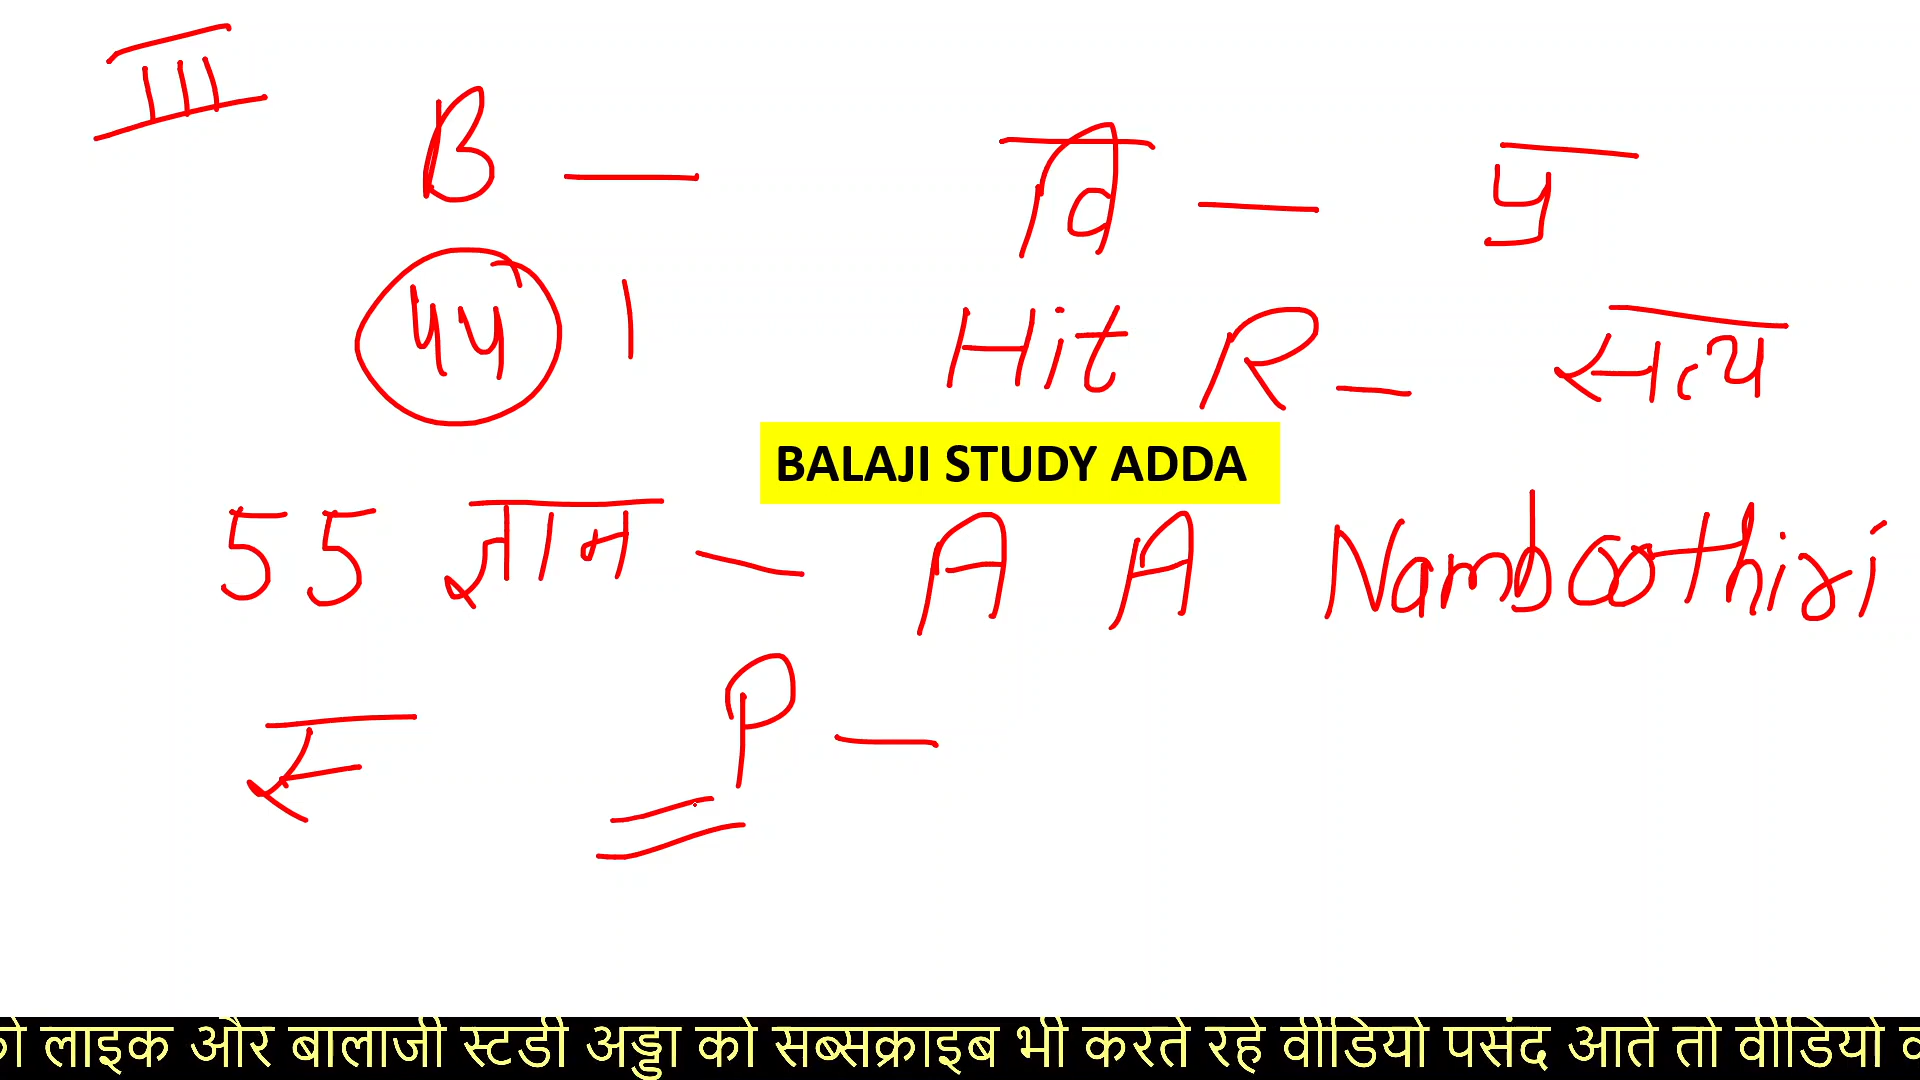 III
B — वि — प्र
44 1 Hit R — सत्य
BALAJI STUDY ADDA
55 ज्ञान — A A Namboothiri
P —
को लाइक और बालाजी स्टडी अड्डा को सब्सक्राइब भी करते रहे वीडियो पसंद आते तो वीडियो